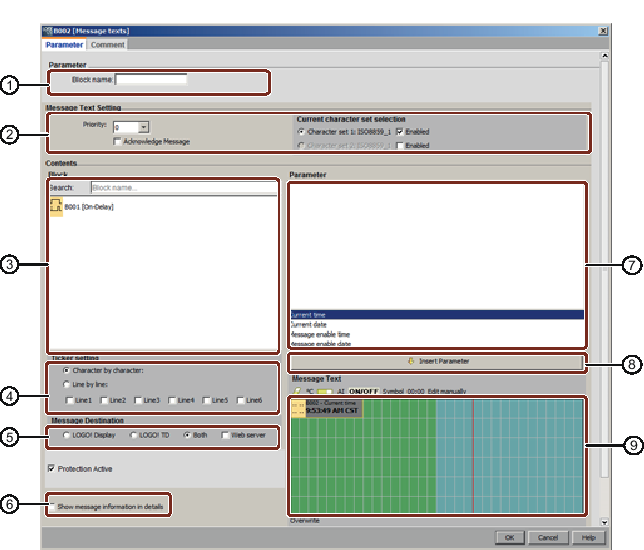 B002 [Message texts]
Parameter Comment
Parameter
1
Block name:
Message Text Setting
2
Priority: 0
Acknowledge Message
Current character set selection
Character set 1: ISO8859_1 Enabled
Character set 2: ISO8859_1 Enabled
Contents
Block
Search: Block name...
B001 [On-Delay]
3
Parameter
7
Current time
Current date
Message enable time
Message enable date
Insert Parameter
8
Ticker setting
4
Character by character:
Line by line:
Line1 Line2 Line3 Line4 Line5 Line6
Message Destination
5
LOGO! Display LOGO! TD Both Web server
Protection Active
6
Show message information in details
Message Text
AI ON/OFF Symbol 00:00 Edit manually
B002 - Current time
9:53:49 AM CST
9
Overwrite
OK Cancel Help